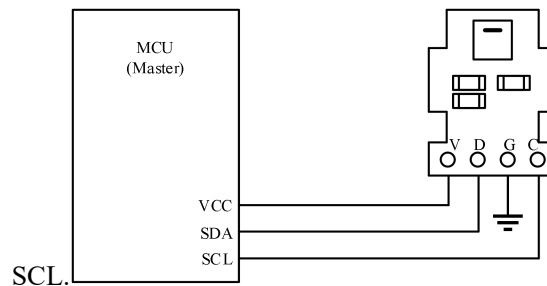 MCU
(Master)
V D G C
VCC
SDA
SCL
SCL.